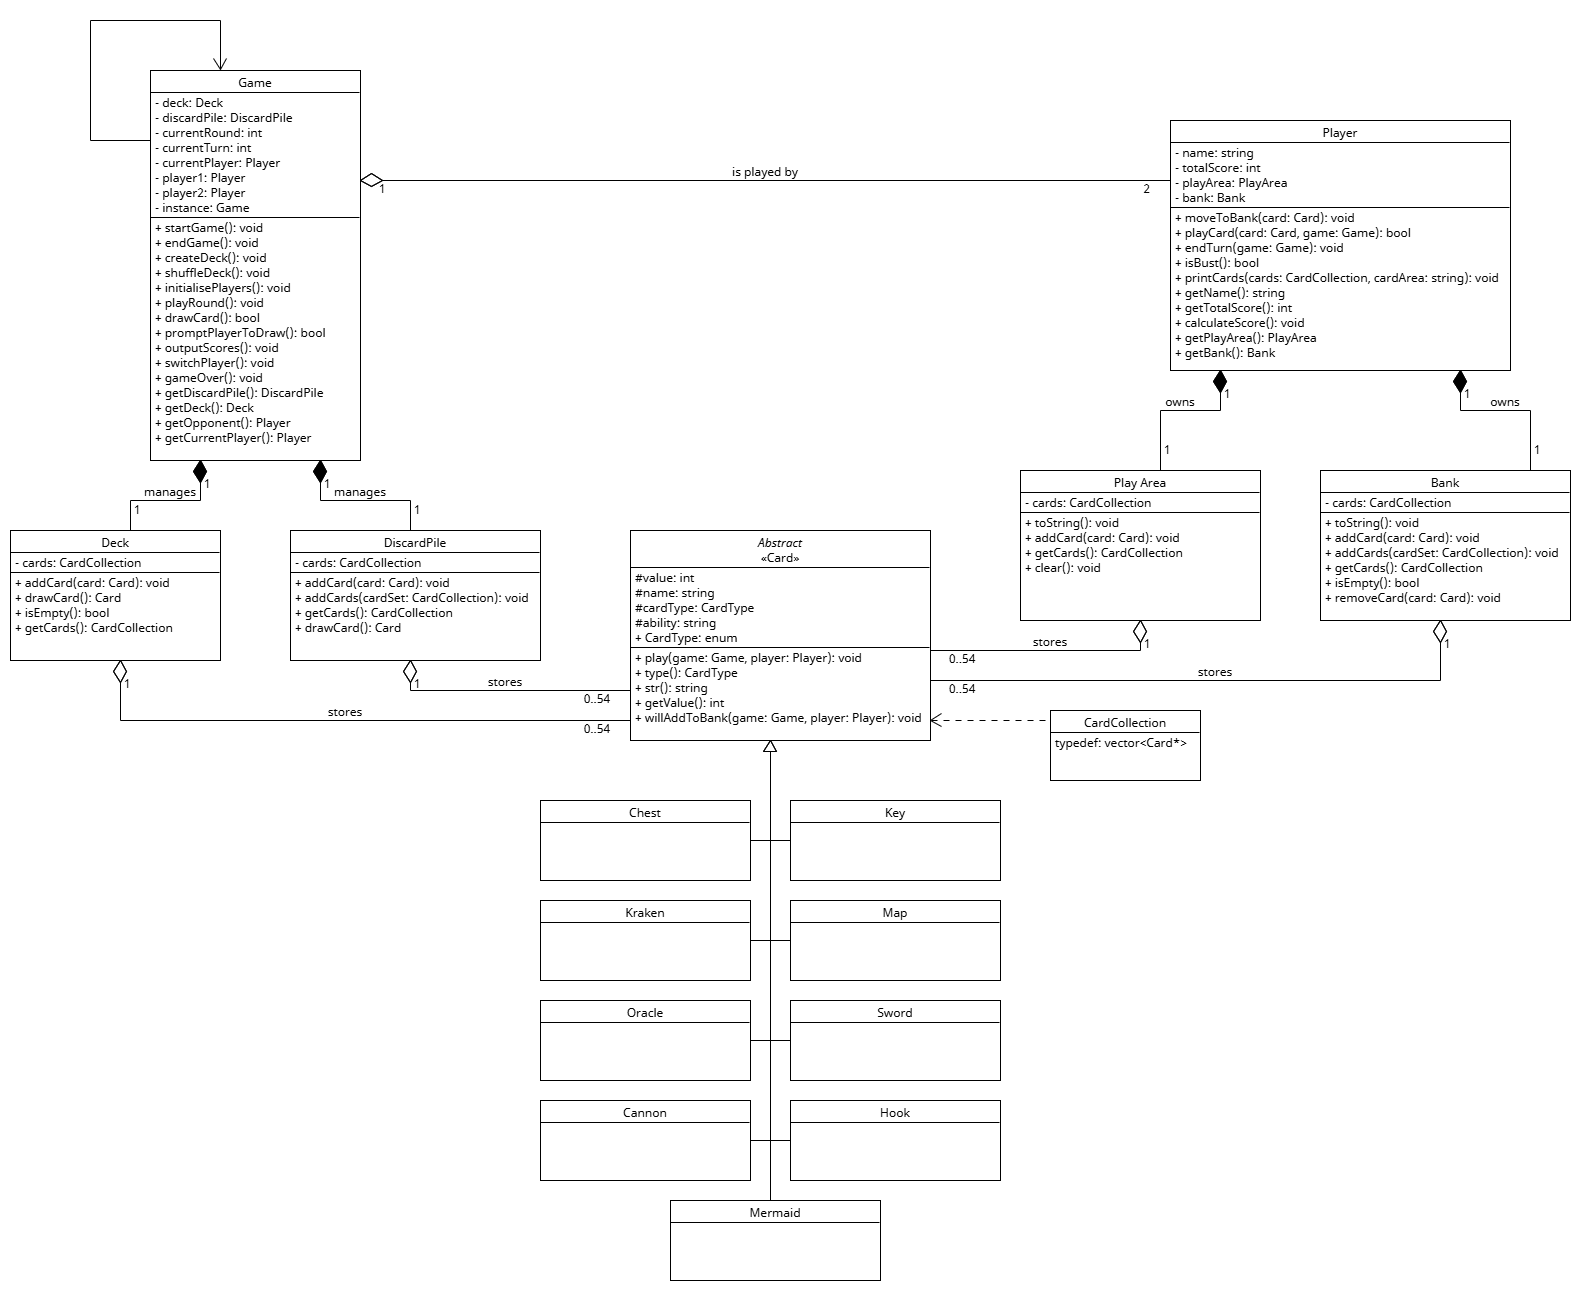 Game
- deck: Deck
- discardPile: DiscardPile
- currentRound: int
- currentTurn: int
- currentPlayer: Player
- player1: Player
- player2: Player
- instance: Game
+ startGame(): void
+ endGame(): void
+ createDeck(): void
+ shuffleDeck(): void
+ initialisePlayers(): void
+ playRound(): void
+ drawCard(): bool
+ promptPlayerToDraw(): bool
+ outputScores(): void
+ switchPlayer(): void
+ gameOver(): void
+ getDiscardPile(): DiscardPile
+ getDeck(): Deck
+ getOpponent(): Player
+ getCurrentPlayer(): Player
is played by
1
2
Player
- name: string
- totalScore: int
- playArea: PlayArea
- bank: Bank
+ moveToBank(card: Card): void
+ playCard(card: Card, game: Game): bool
+ endTurn(game: Game): void
+ isBust(): bool
+ printCards(cards: CardCollection, cardArea: string): void
+ getName(): string
+ getTotalScore(): int
+ calculateScore(): void
+ getPlayArea(): PlayArea
+ getBank(): Bank
1
manages
1
1
manages
1
1
owns
1
1
owns
1
Deck
- cards: CardCollection
+ addCard(card: Card): void
+ drawCard(): Card
+ isEmpty(): bool
+ getCards(): CardCollection
1
stores
0..54
DiscardPile
- cards: CardCollection
+ addCard(card: Card): void
+ addCards(cardSet: CardCollection): void
+ getCards(): CardCollection
+ drawCard(): Card
1
stores
0..54
Abstract
«Card»
#value: int
#name: string
#cardType: CardType
#ability: string
+ CardType: enum
+ play(game: Game, player: Player): void
+ type(): CardType
+ str(): string
+ getValue(): int
+ willAddToBank(game: Game, player: Player): void
Play Area
- cards: CardCollection
+ toString(): void
+ addCard(card: Card): void
+ getCards(): CardCollection
+ clear(): void
1
stores
0..54
Bank
- cards: CardCollection
+ toString(): void
+ addCard(card: Card): void
+ addCards(cardSet: CardCollection): void
+ getCards(): CardCollection
+ isEmpty(): bool
+ removeCard(card: Card): void
1
stores
0..54
CardCollection
typedef: vector<Card*>
Chest
Key
Kraken
Map
Oracle
Sword
Cannon
Hook
Mermaid